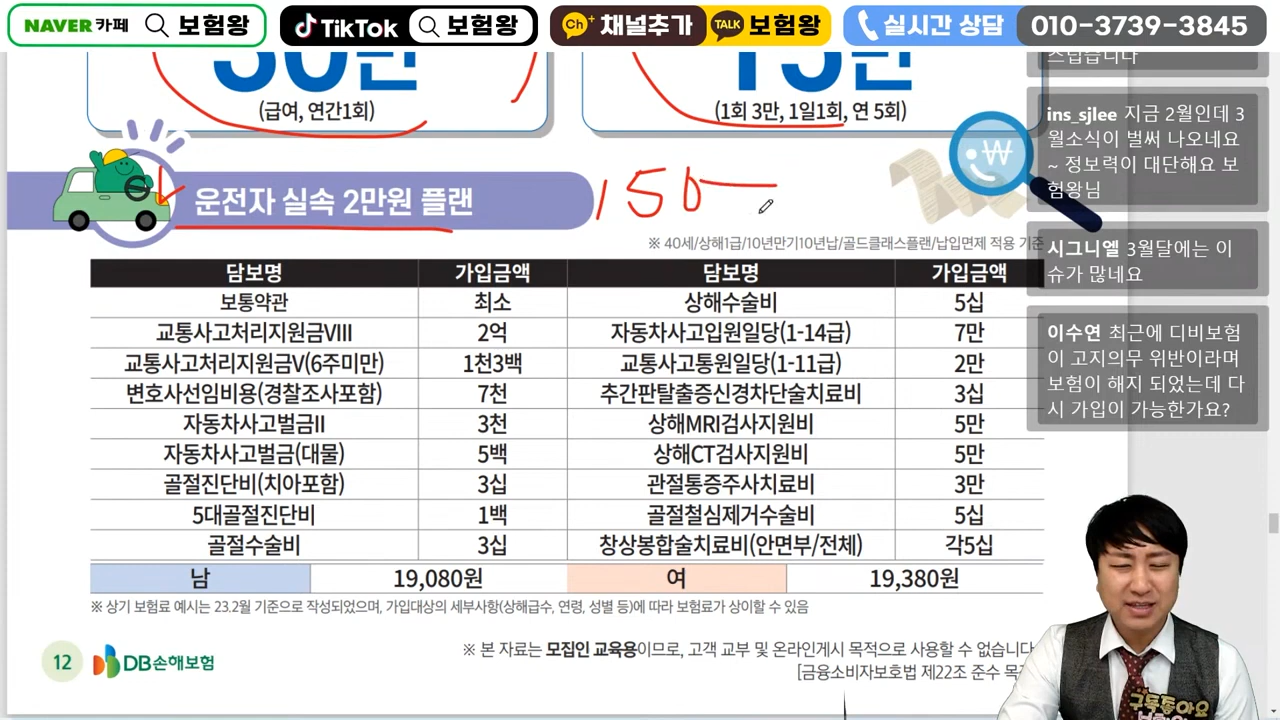 NAVER 카페 보험왕
TikTok 보험왕
Ch+ 채널추가 TALK 보험왕
실시간 상담 010-3739-3845
(급여, 연간1회)
(1회 3만, 1일1회, 연 5회)
운전자 실속 2만원 플랜
150
₩
※ 40세/상해1급/10년만기10년납/골드클래스플랜/납입면제 적용 기준
담보명 가입금액 담보명 가입금액
보통약관 최소 상해수술비 5십
교통사고처리지원금VIII 2억 자동차사고입원일당(1-14급) 7만
교통사고처리지원금V(6주미만) 1천3백 교통사고통원일당(1-11급) 2만
변호사선임비용(경찰조사포함) 7천 추간판탈출증신경차단술치료비 3십
자동차사고벌금II 3천 상해MRI검사지원비 5만
자동차사고벌금(대물) 5백 상해CT검사지원비 5만
골절진단비(치아포함) 3십 관절통증주사치료비 3만
5대골절진단비 1백 골절철심제거수술비 5십
골절수술비 3십 창상봉합술치료비(안면부/전체) 각5십
남 19,080원 여 19,380원
※ 상기 보험료 예시는 23.2월 기준으로 작성되었으며, 가입대상의 세부사항(상해급수, 연령, 성별 등)에 따라 보험료가 상이할 수 있음
12 DB손해보험
※ 본 자료는 모집인 교육용이므로, 고객 교부 및 온라인게시 목적으로 사용할 수 없습니다
[금융소비자보호법 제22조 준수 목
ins_sjlee 지금 2월인데 3
월소식이 벌써 나오네요
~ 정보력이 대단해요 보
험왕님
시그니엘 3월달에는 이
슈가 많네요
이수연 최근에 디비보험
이 고지의무 위반이라며
보험이 해지 되었는데 다
시 가입이 가능한가요?
구독좋아요